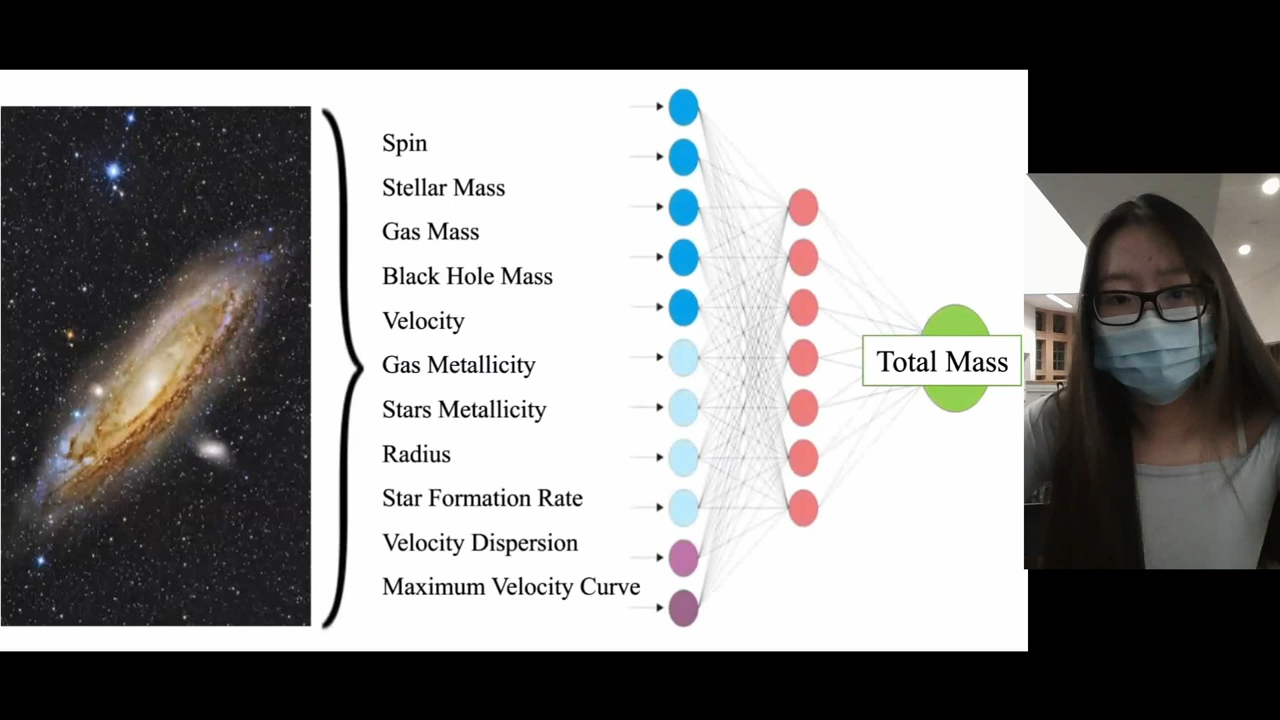 Spin
Stellar Mass
Gas Mass
Black Hole Mass
Velocity
Gas Metallicity
Stars Metallicity
Radius
Star Formation Rate
Velocity Dispersion
Maximum Velocity Curve
Total Mass